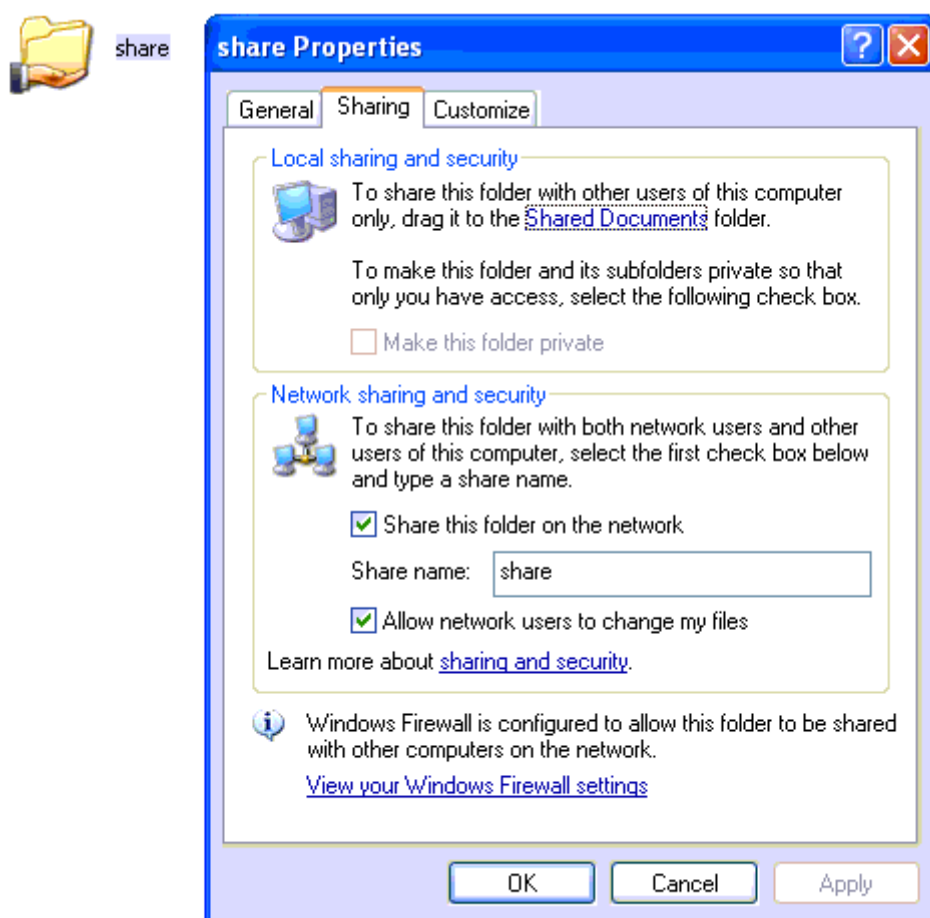 share
share Properties
General Sharing Customize
Local sharing and security
To share this folder with other users of this computer
only, drag it to the Shared Documents folder.
To make this folder and its subfolders private so that
only you have access, select the following check box.
Make this folder private
Network sharing and security
To share this folder with both network users and other
users of this computer, select the first check box below
and type a share name.
Share this folder on the network
Share name: share
Allow network users to change my files
Learn more about sharing and security.
Windows Firewall is configured to allow this folder to be shared
with other computers on the network.
View your Windows Firewall settings
OK Cancel Apply